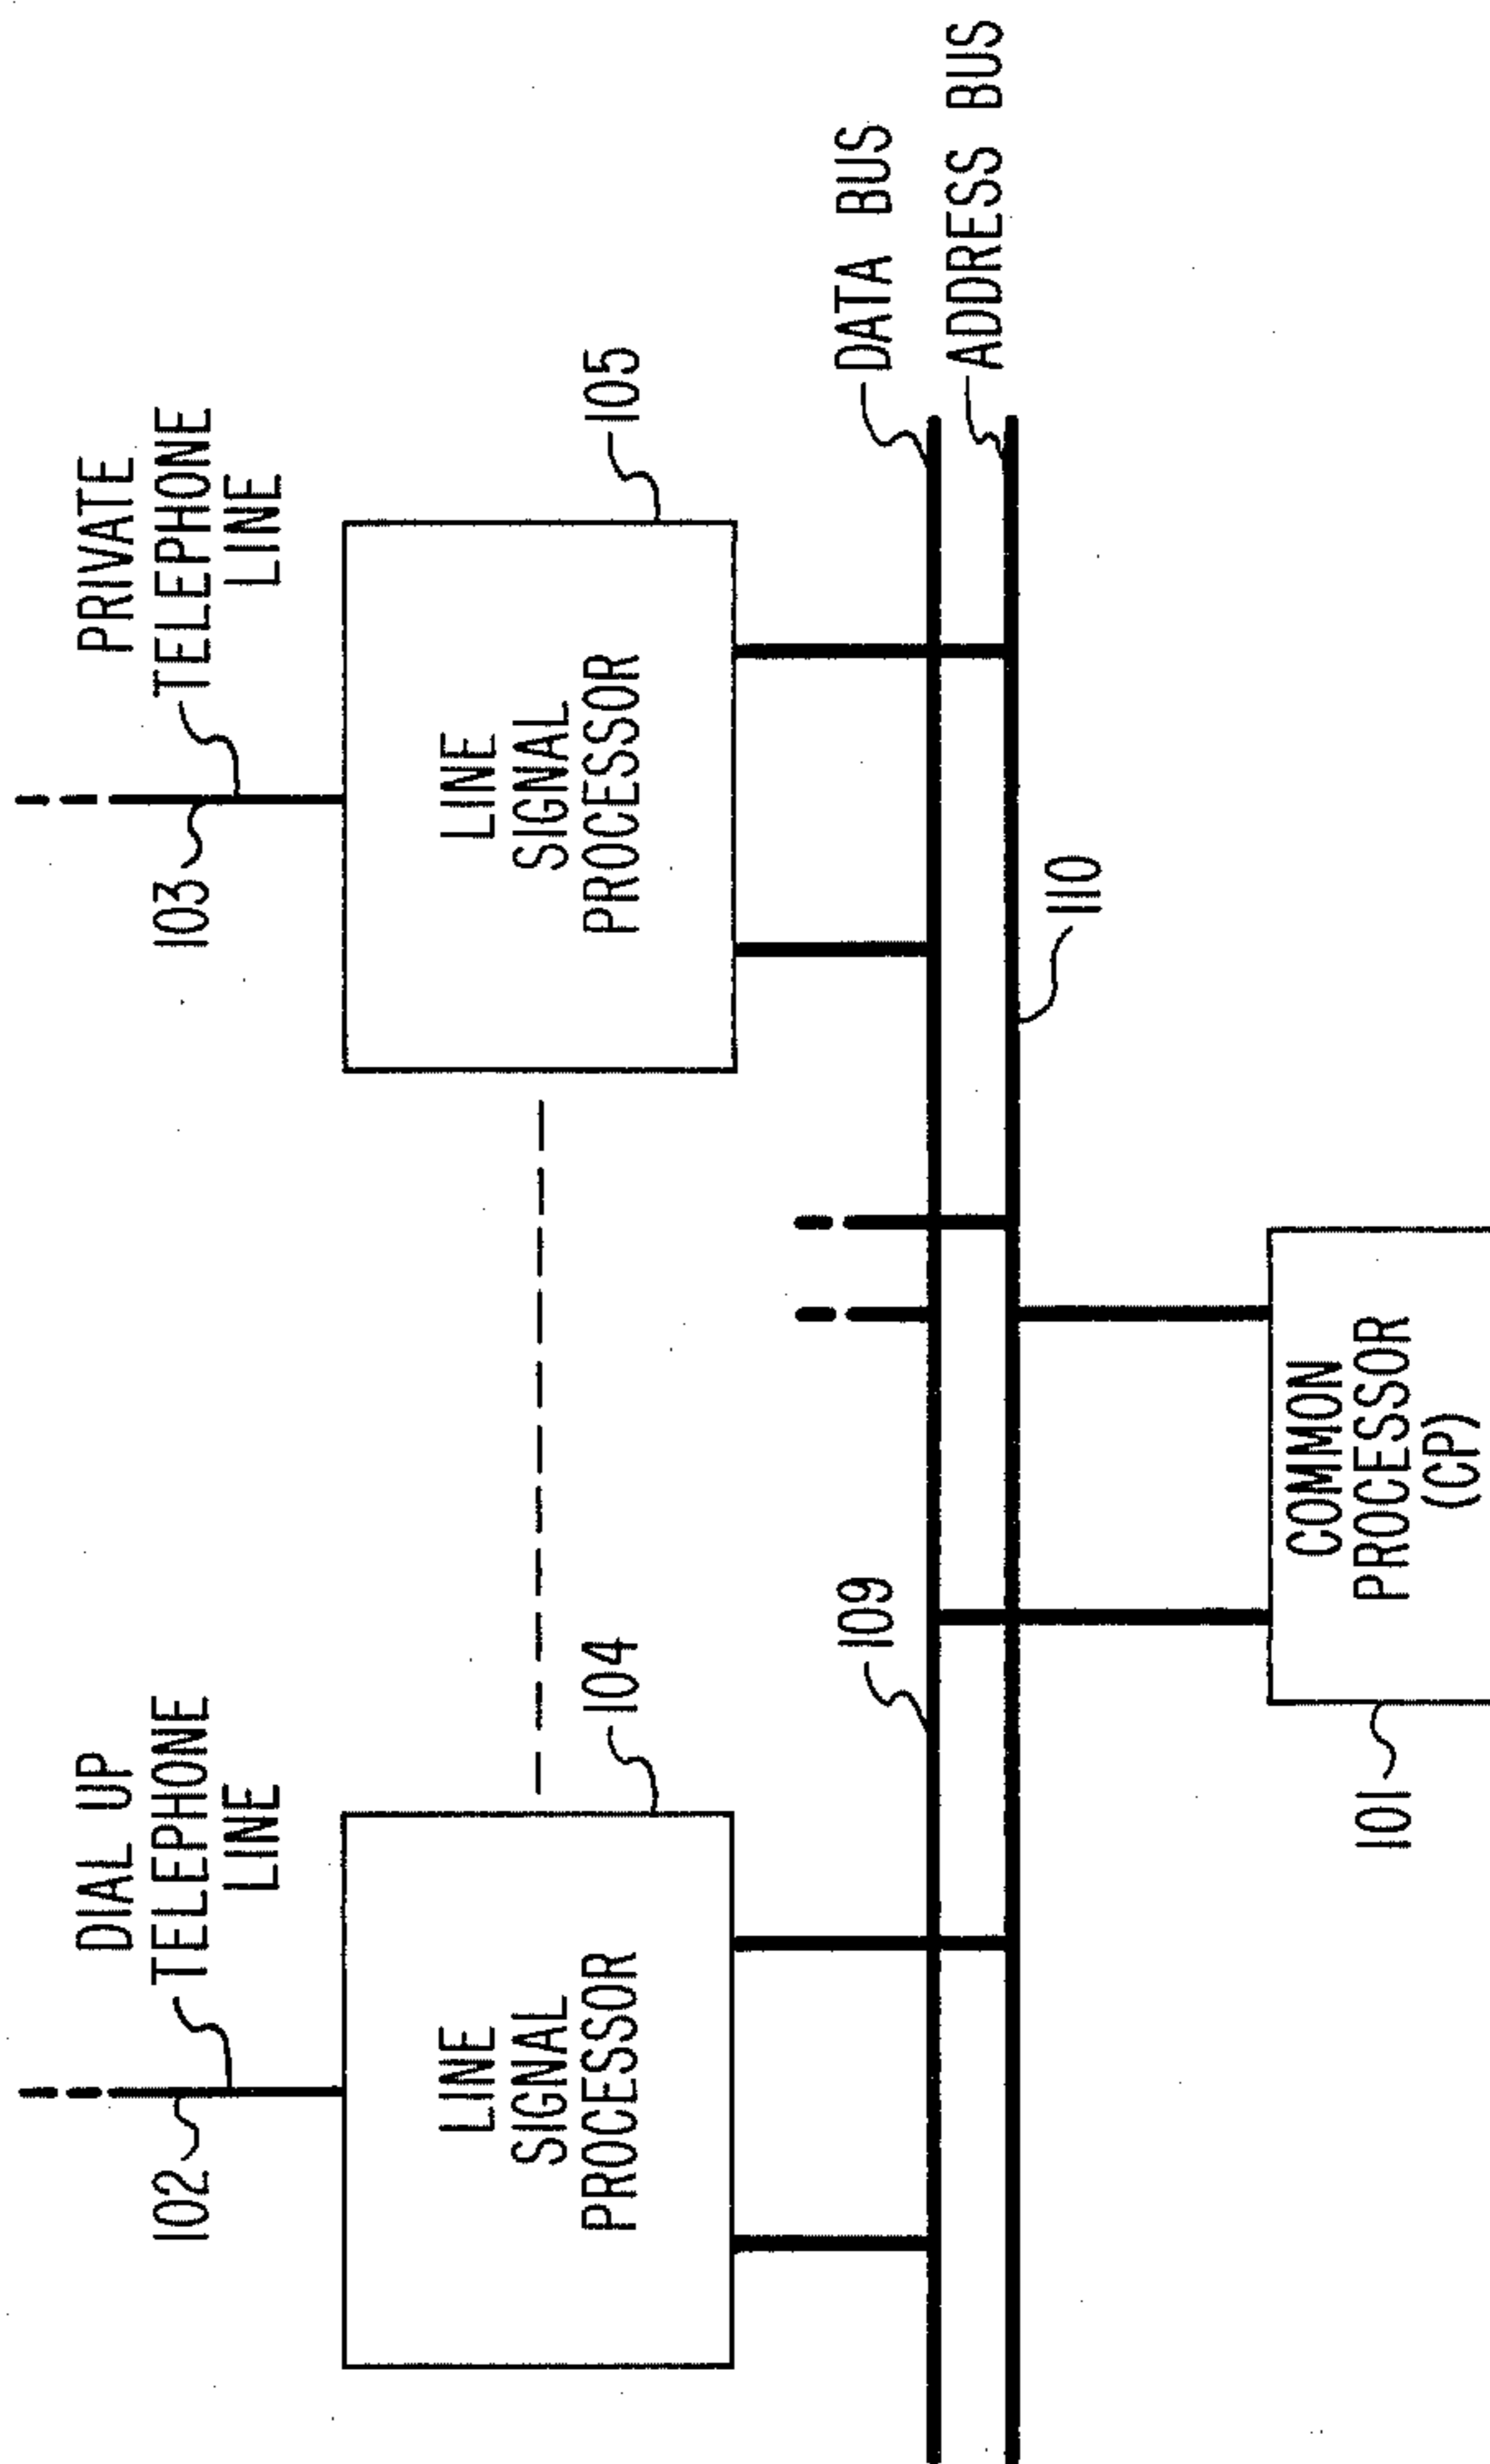 DIAL UP
TELEPHONE
LINE
102
PRIVATE
TELEPHONE
LINE
103
LINE
SIGNAL
PROCESSOR
104
LINE
SIGNAL
PROCESSOR
105
109
DATA BUS
ADDRESS BUS
110
COMMON
PROCESSOR
(CP)
101